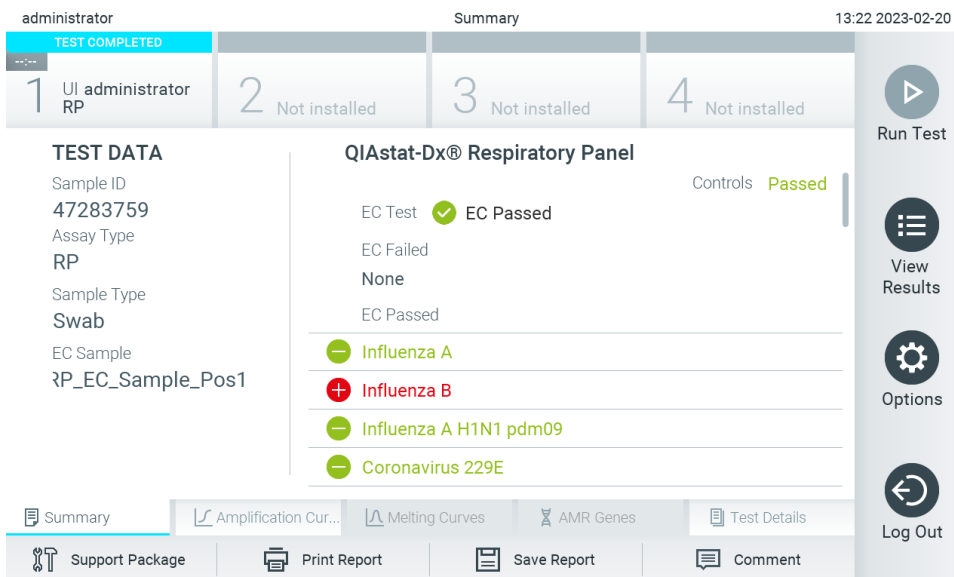 administrator Summary 13:22 2023-02-20
TEST COMPLETED
--:--
1 UI administrator
RP
2 Not installed
3 Not installed
4 Not installed
Run Test
View
Results
Options
Log Out
TEST DATA
Sample ID
47283759
Assay Type
RP
Sample Type
Swab
EC Sample
RP_EC_Sample_Pos1
QIAstat-Dx® Respiratory Panel
Controls Passed
EC Test EC Passed
EC Failed
None
EC Passed
Influenza A
Influenza B
Influenza A H1N1 pdm09
Coronavirus 229E
Summary
Amplification Cur...
Melting Curves
AMR Genes
Test Details
Support Package
Print Report
Save Report
Comment